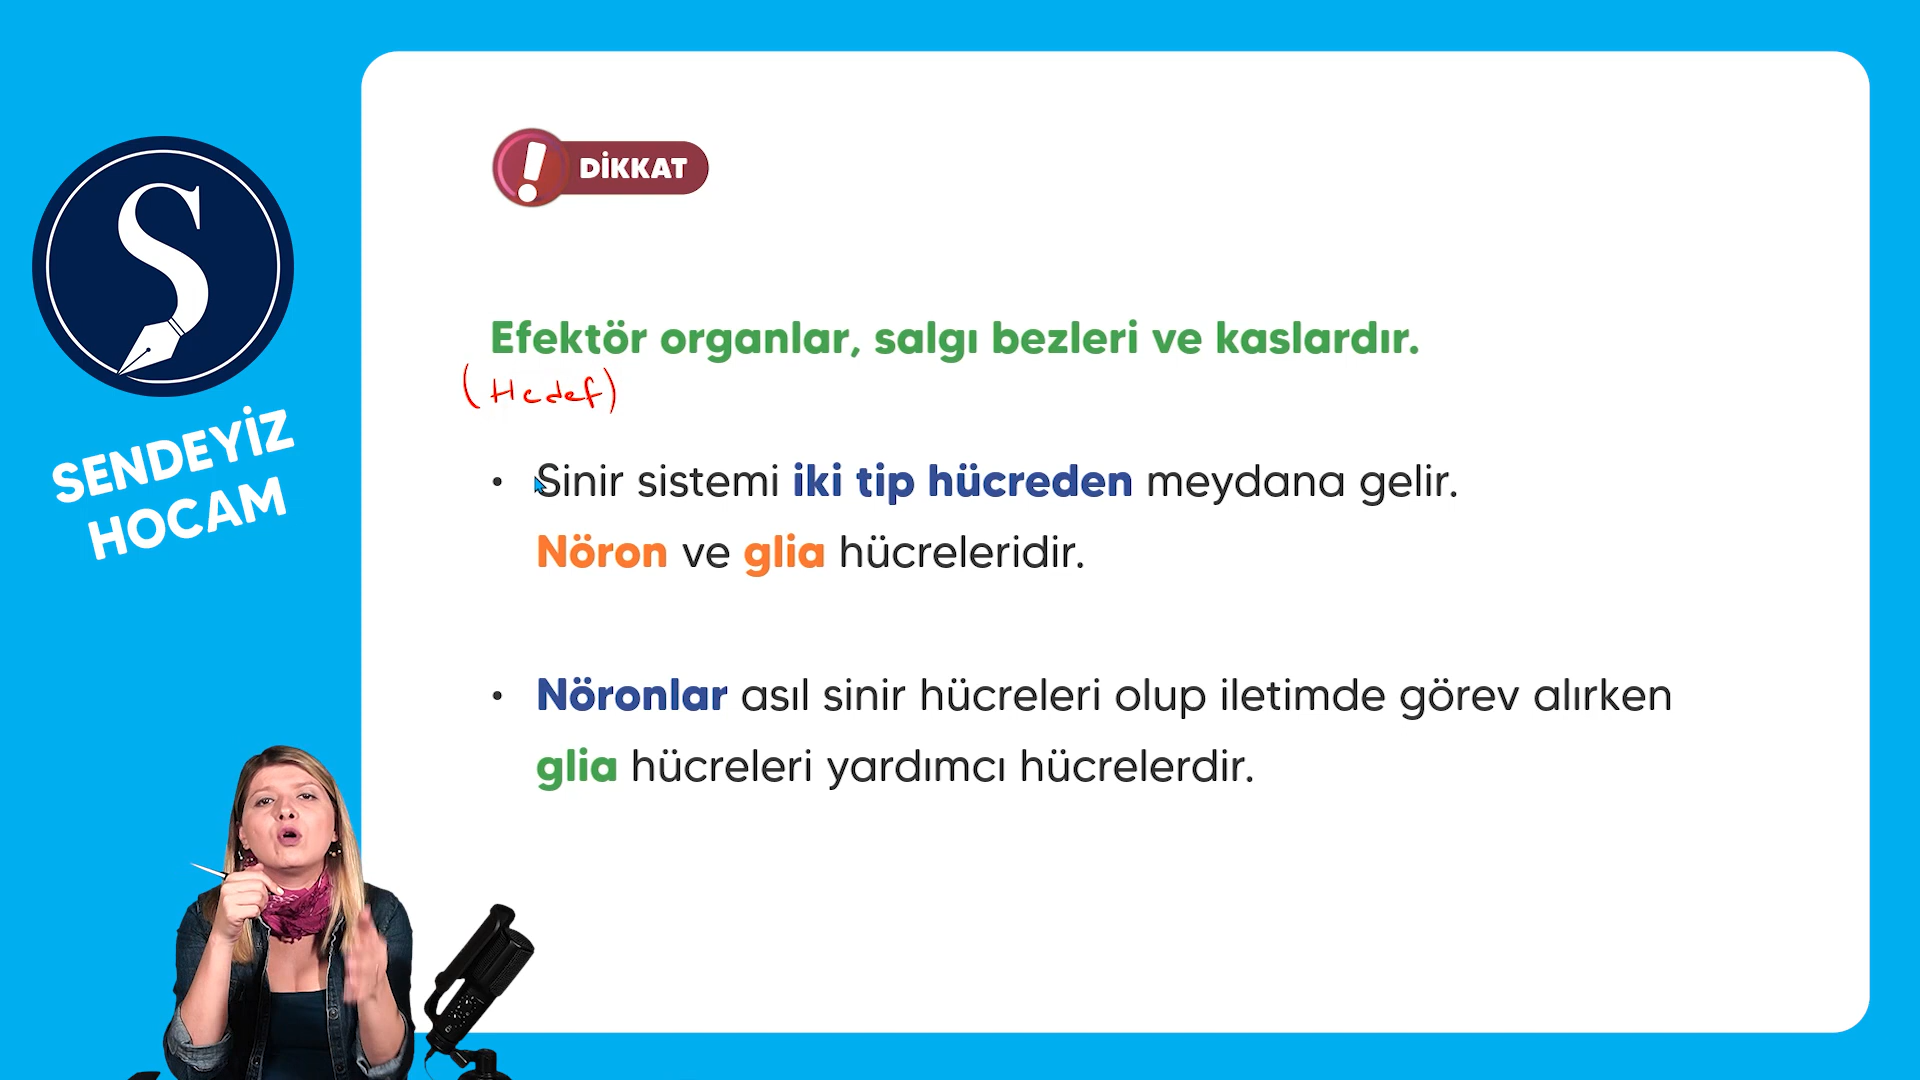 SENDEYİZ
HOCAM
DİKKAT
Efektör organlar, salgı bezleri ve kaslardır.
(Hedef)
• Sinir sistemi iki tip hücreden meydana gelir.
Nöron ve glia hücreleridir.
• Nöronlar asıl sinir hücreleri olup iletimde görev alırken
glia hücreleri yardımcı hücrelerdir.